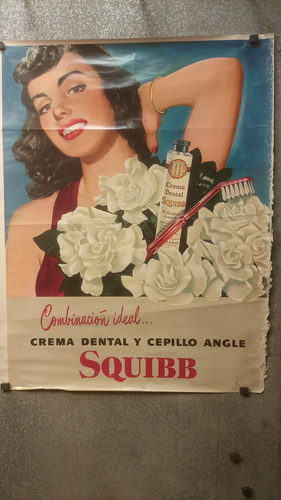 Crema
Dental
SQUIBB
Combinación ideal...
CREMA DENTAL Y CEPILLO ANGLE
SQUIBB